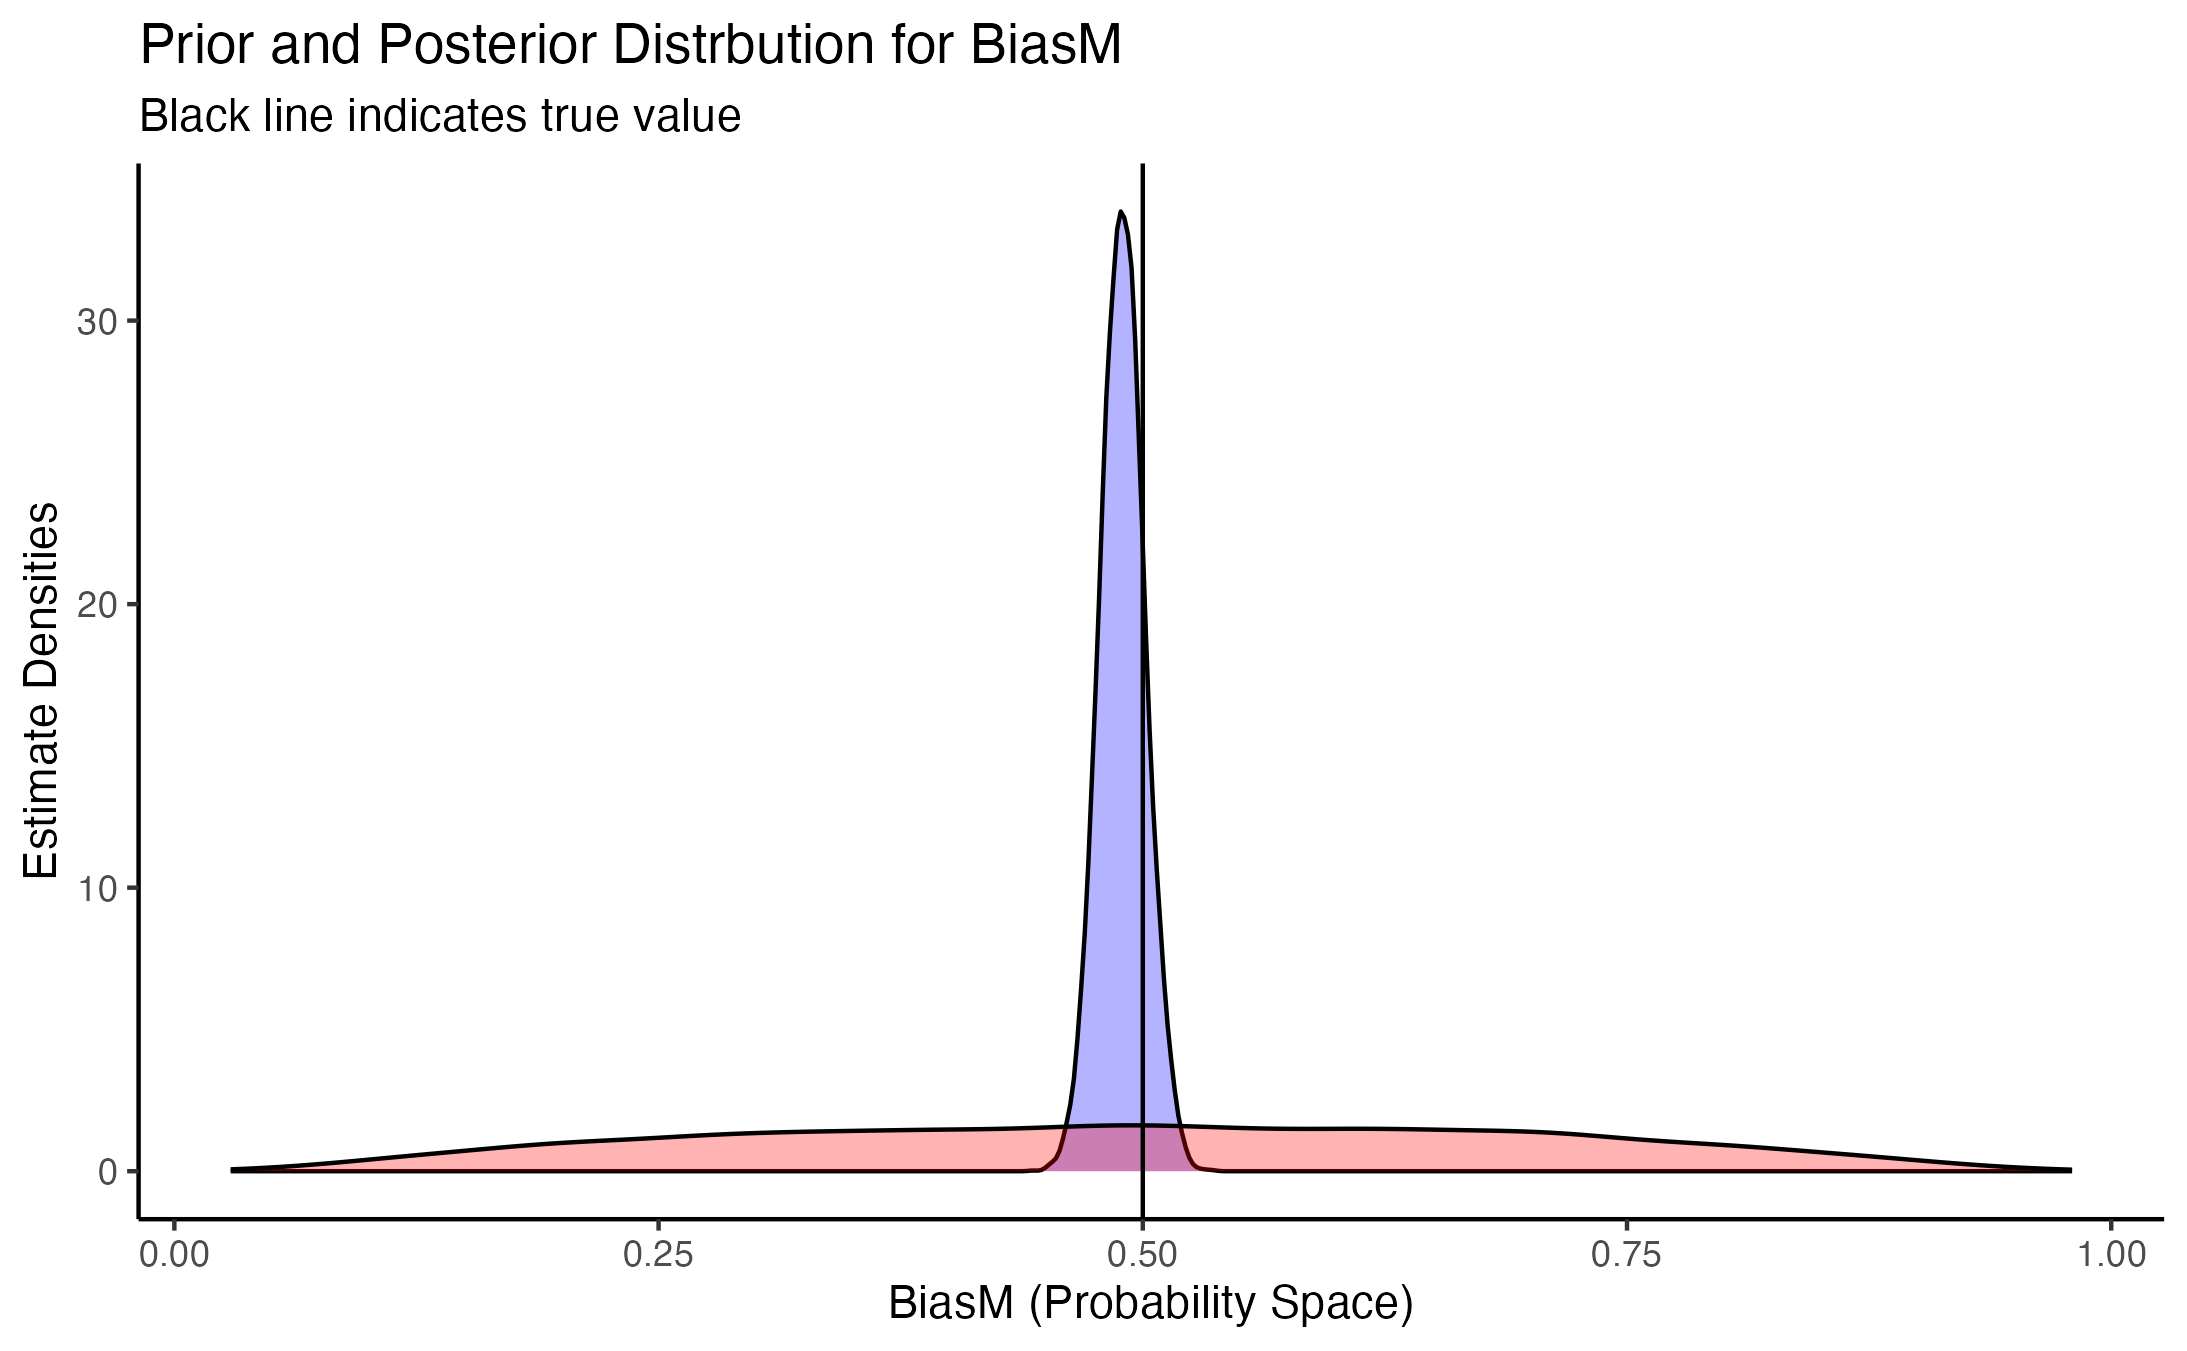 Prior and Posterior Distrbution for BiasM
Black line indicates true value
Estimate Densities
30
20
10
0
0.00 0.25 0.50 0.75 1.00
BiasM (Probability Space)